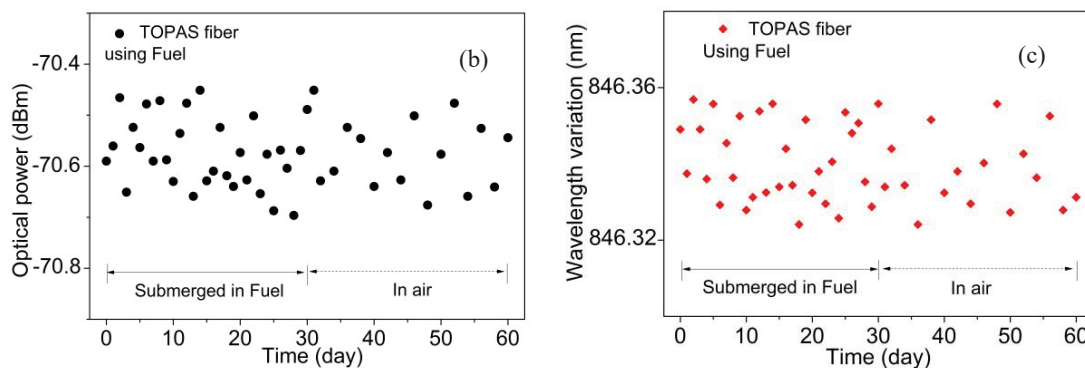 TOPAS fiber
using Fuel
(b)
Optical power (dBm)
-70.4
-70.6
-70.8
Submerged in Fuel
In air
0 10 20 30 40 50 60
Time (day)
TOPAS fiber
Using Fuel
(c)
Wavelength variation (nm)
846.36
846.32
Submerged in Fuel
In air
0 10 20 30 40 50 60
Time (day)